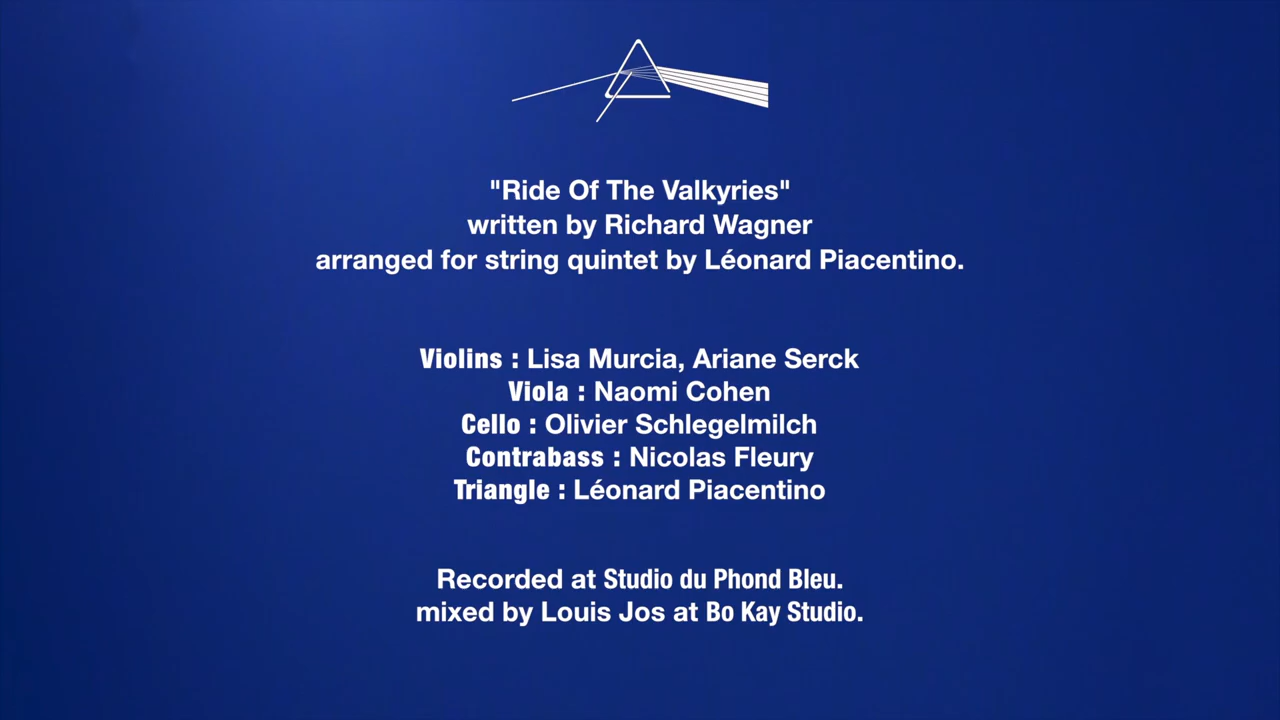 "Ride Of The Valkyries"
written by Richard Wagner
arranged for string quintet by Léonard Piacentino.
Violins : Lisa Murcia, Ariane Serck
Viola : Naomi Cohen
Cello : Olivier Schlegelmilch
Contrabass : Nicolas Fleury
Triangle : Léonard Piacentino
Recorded at Studio du Phond Bleu.
mixed by Louis Jos at Bo Kay Studio.